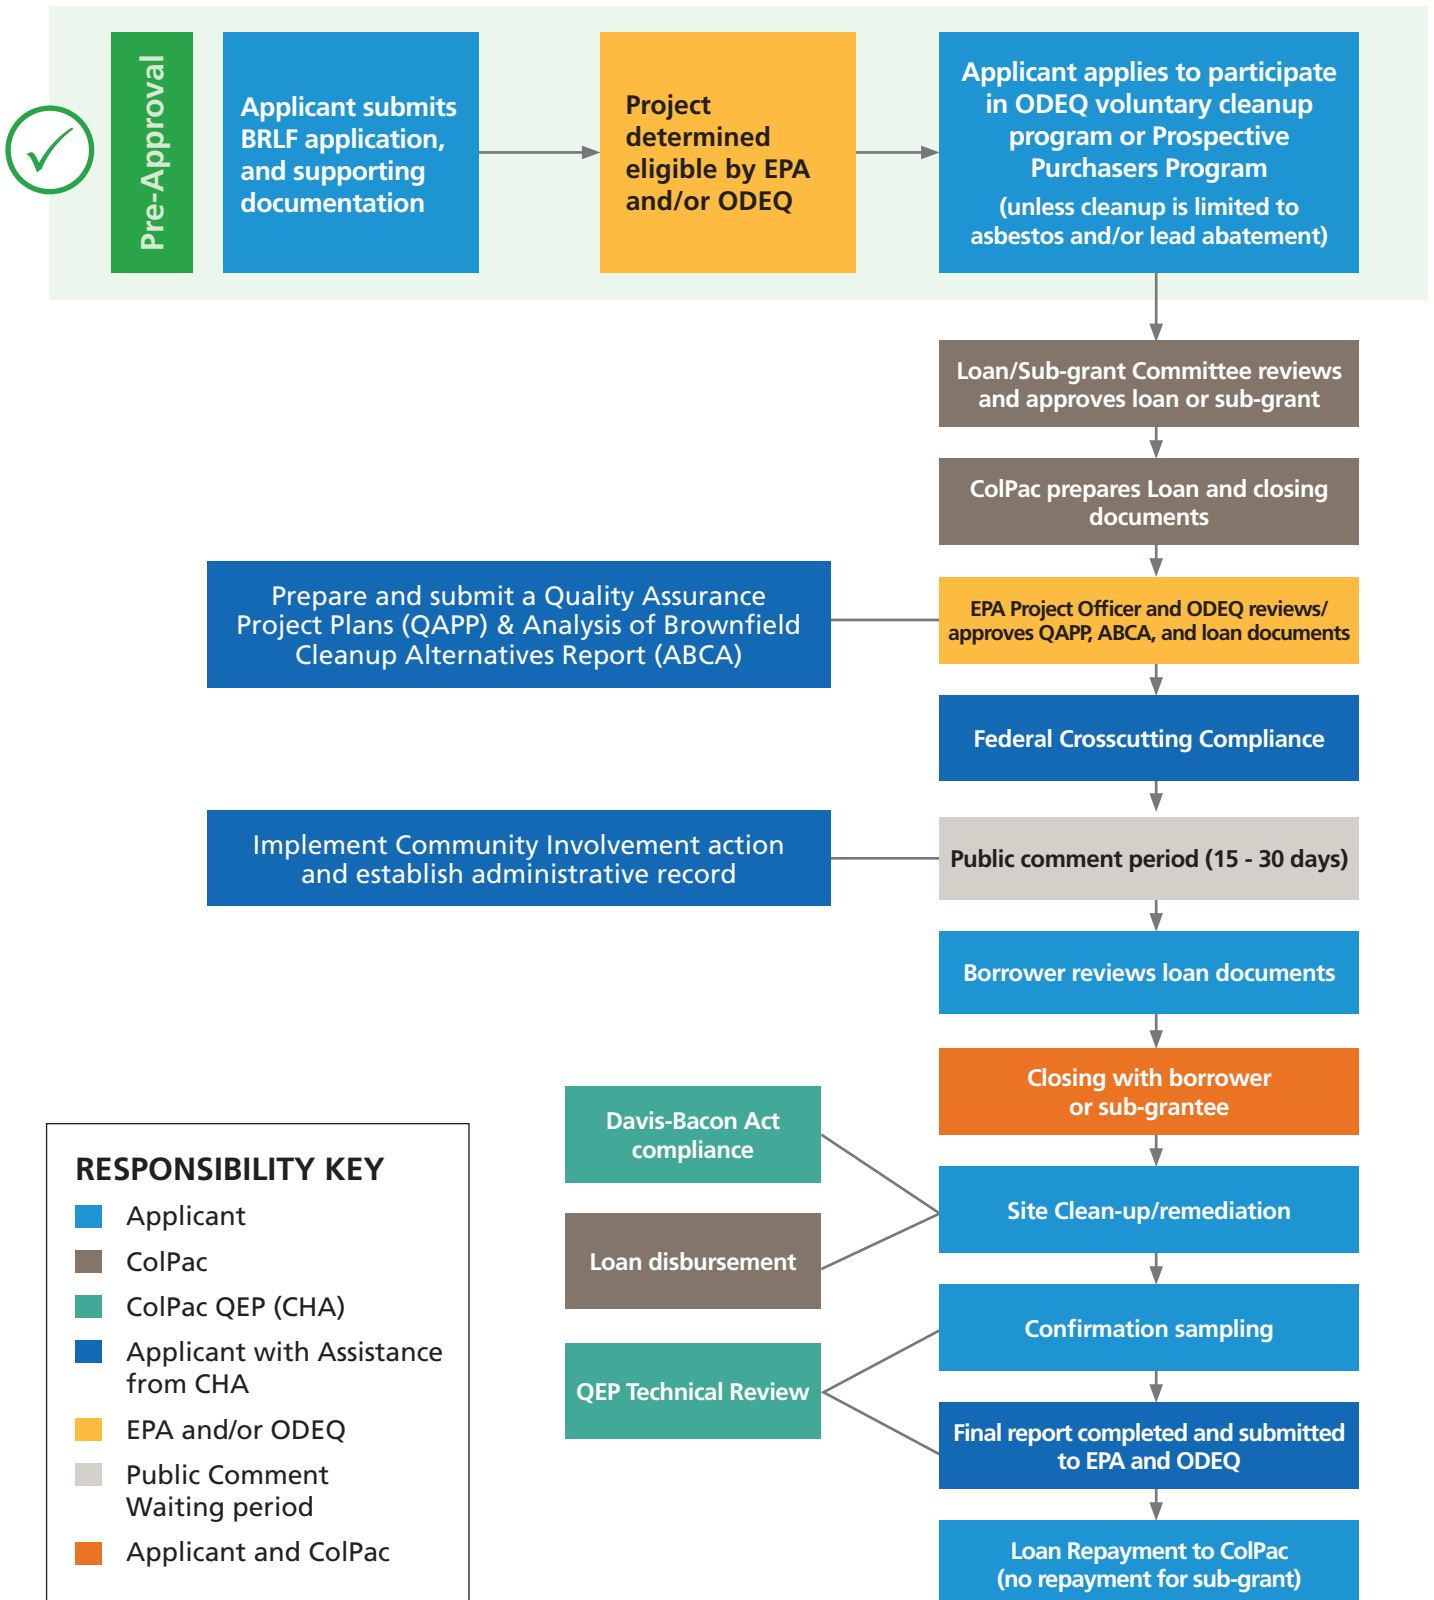 Pre-Approval
Applicant submits
BRLF application,
and supporting
documentation
Project
determined
eligible by EPA
and/or ODEQ
Applicant applies to participate
in ODEQ voluntary cleanup
program or Prospective
Purchasers Program
(unless cleanup is limited to
asbestos and/or lead abatement)
Loan/Sub-grant Committee reviews
and approves loan or sub-grant
ColPac prepares Loan and closing
documents
Prepare and submit a Quality Assurance
Project Plans (QAPP) & Analysis of Brownfield
Cleanup Alternatives Report (ABCA)
EPA Project Officer and ODEQ reviews/
approves QAPP, ABCA, and loan documents
Federal Crosscutting Compliance
Implement Community Involvement action
and establish administrative record
Public comment period (15 - 30 days)
Borrower reviews loan documents
Closing with borrower
or sub-grantee
Davis-Bacon Act
compliance
Loan disbursement
Site Clean-up/remediation
QEP Technical Review
Confirmation sampling
Final report completed and submitted
to EPA and ODEQ
Loan Repayment to ColPac
(no repayment for sub-grant)
RESPONSIBILITY KEY
Applicant
ColPac
ColPac QEP (CHA)
Applicant with Assistance
from CHA
EPA and/or ODEQ
Public Comment
Waiting period
Applicant and ColPac